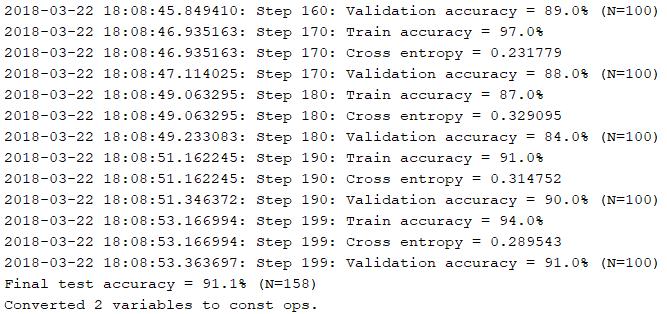 2018-03-22 18:08:45.849410: Step 160: Validation accuracy = 89.0% (N=100)
2018-03-22 18:08:46.935163: Step 170: Train accuracy = 97.0%
2018-03-22 18:08:46.935163: Step 170: Cross entropy = 0.231779
2018-03-22 18:08:47.114025: Step 170: Validation accuracy = 88.0% (N=100)
2018-03-22 18:08:49.063295: Step 180: Train accuracy = 87.0%
2018-03-22 18:08:49.063295: Step 180: Cross entropy = 0.329095
2018-03-22 18:08:49.233083: Step 180: Validation accuracy = 84.0% (N=100)
2018-03-22 18:08:51.162245: Step 190: Train accuracy = 91.0%
2018-03-22 18:08:51.162245: Step 190: Cross entropy = 0.314752
2018-03-22 18:08:51.346372: Step 190: Validation accuracy = 90.0% (N=100)
2018-03-22 18:08:53.166994: Step 199: Train accuracy = 94.0%
2018-03-22 18:08:53.166994: Step 199: Cross entropy = 0.289543
2018-03-22 18:08:53.363697: Step 199: Validation accuracy = 91.0% (N=100)
Final test accuracy = 91.1% (N=158)
Converted 2 variables to const ops.